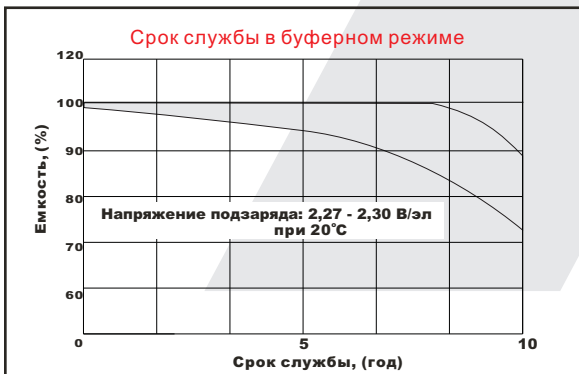 Срок службы в буферном режиме
120
100
90
80
70
60
0
Емкость, (%)
Напряжение подзаряда: 2,27 - 2,30 В/эл
при 20°С
5
10
Срок службы, (год)